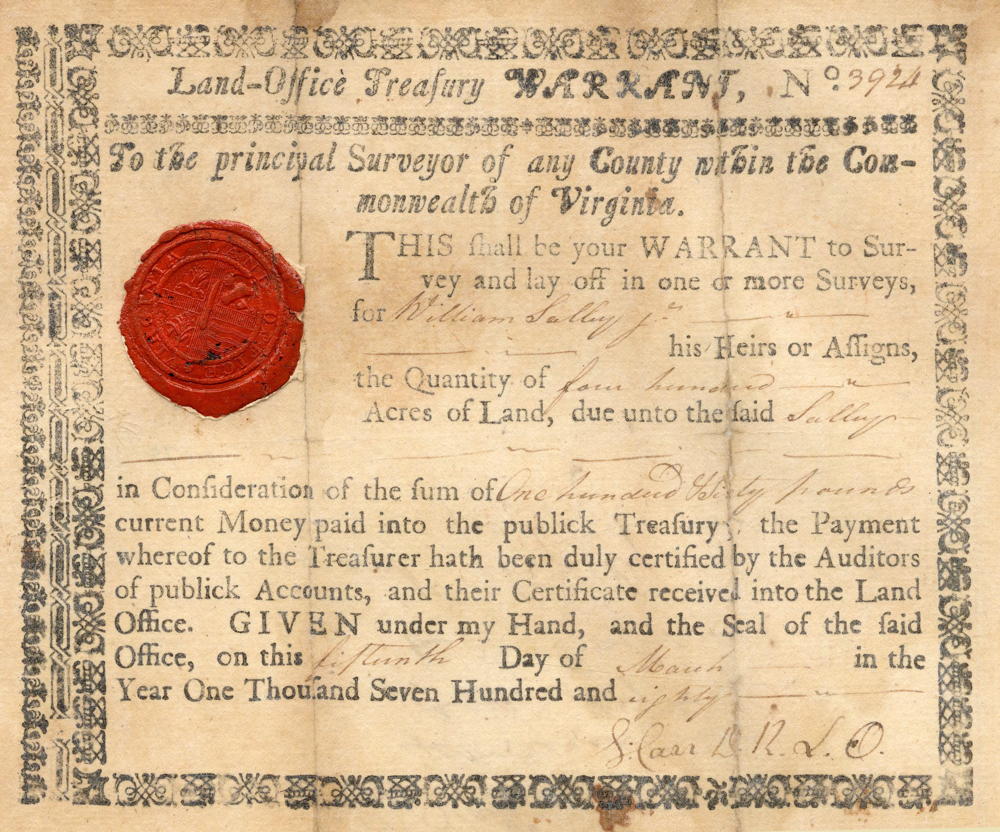 Land-Office Treaſury WARRANT, No. 3924
To the principal Surveyor of any County within the Com-
monwealth of Virginia.
THIS ſhall be your WARRANT to Sur-
vey and lay off in one or more Surveys,
for William Salley jr.
his Heirs or Aſſigns,
the Quantity of four hundred
Acres of Land, due unto the ſaid Salley
in Conſideration of the ſum of One hundred & Sixty pounds
current Money paid into the publick Treaſury; the Payment
whereof to the Treaſurer hath been duly certified by the Auditors
of publick Accounts, and their Certificate received into the Land
Office. GIVEN under my Hand, and the Seal of the ſaid
Office, on this fifteenth Day of March in the
Year One Thouſand Seven Hundred and eighty
S: Carr D. R. L. O.